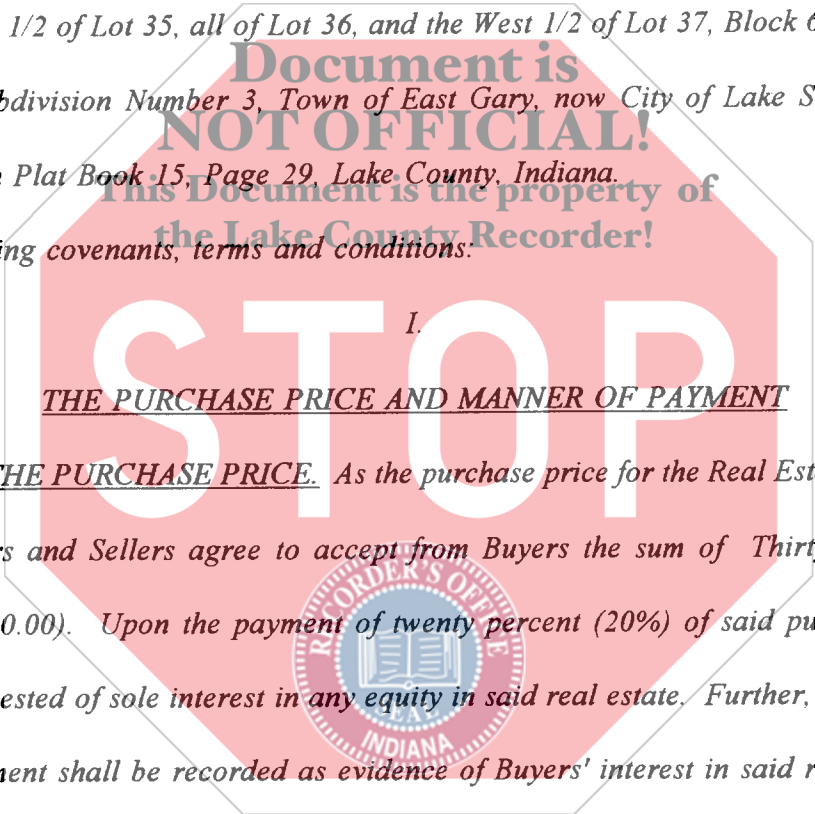 1/2 of Lot 35, all of Lot 36, and the West 1/2 of Lot 37, Block 6
Document is
bdivision Number 3, Town of East Gary, now City of Lake S
NOT OFFICIAL!
Plat Book 15, Page 29, Lake County, Indiana.
This Document is the property of
the Lake County Recorder!
ing covenants, terms and conditions:
I.
STOP
THE PURCHASE PRICE AND MANNER OF PAYMENT
HE PURCHASE PRICE. As the purchase price for the Real Est
rs and Sellers agree to accept from Buyers the sum of Thirt
RECORDER'S OFFICE
0.00). Upon the payment of twenty percent (20%) of said pu
ested of sole interest in any equity in said real estate. Further,
SEAL
INDIANA
ent shall be recorded as evidence of Buyers' interest in said r